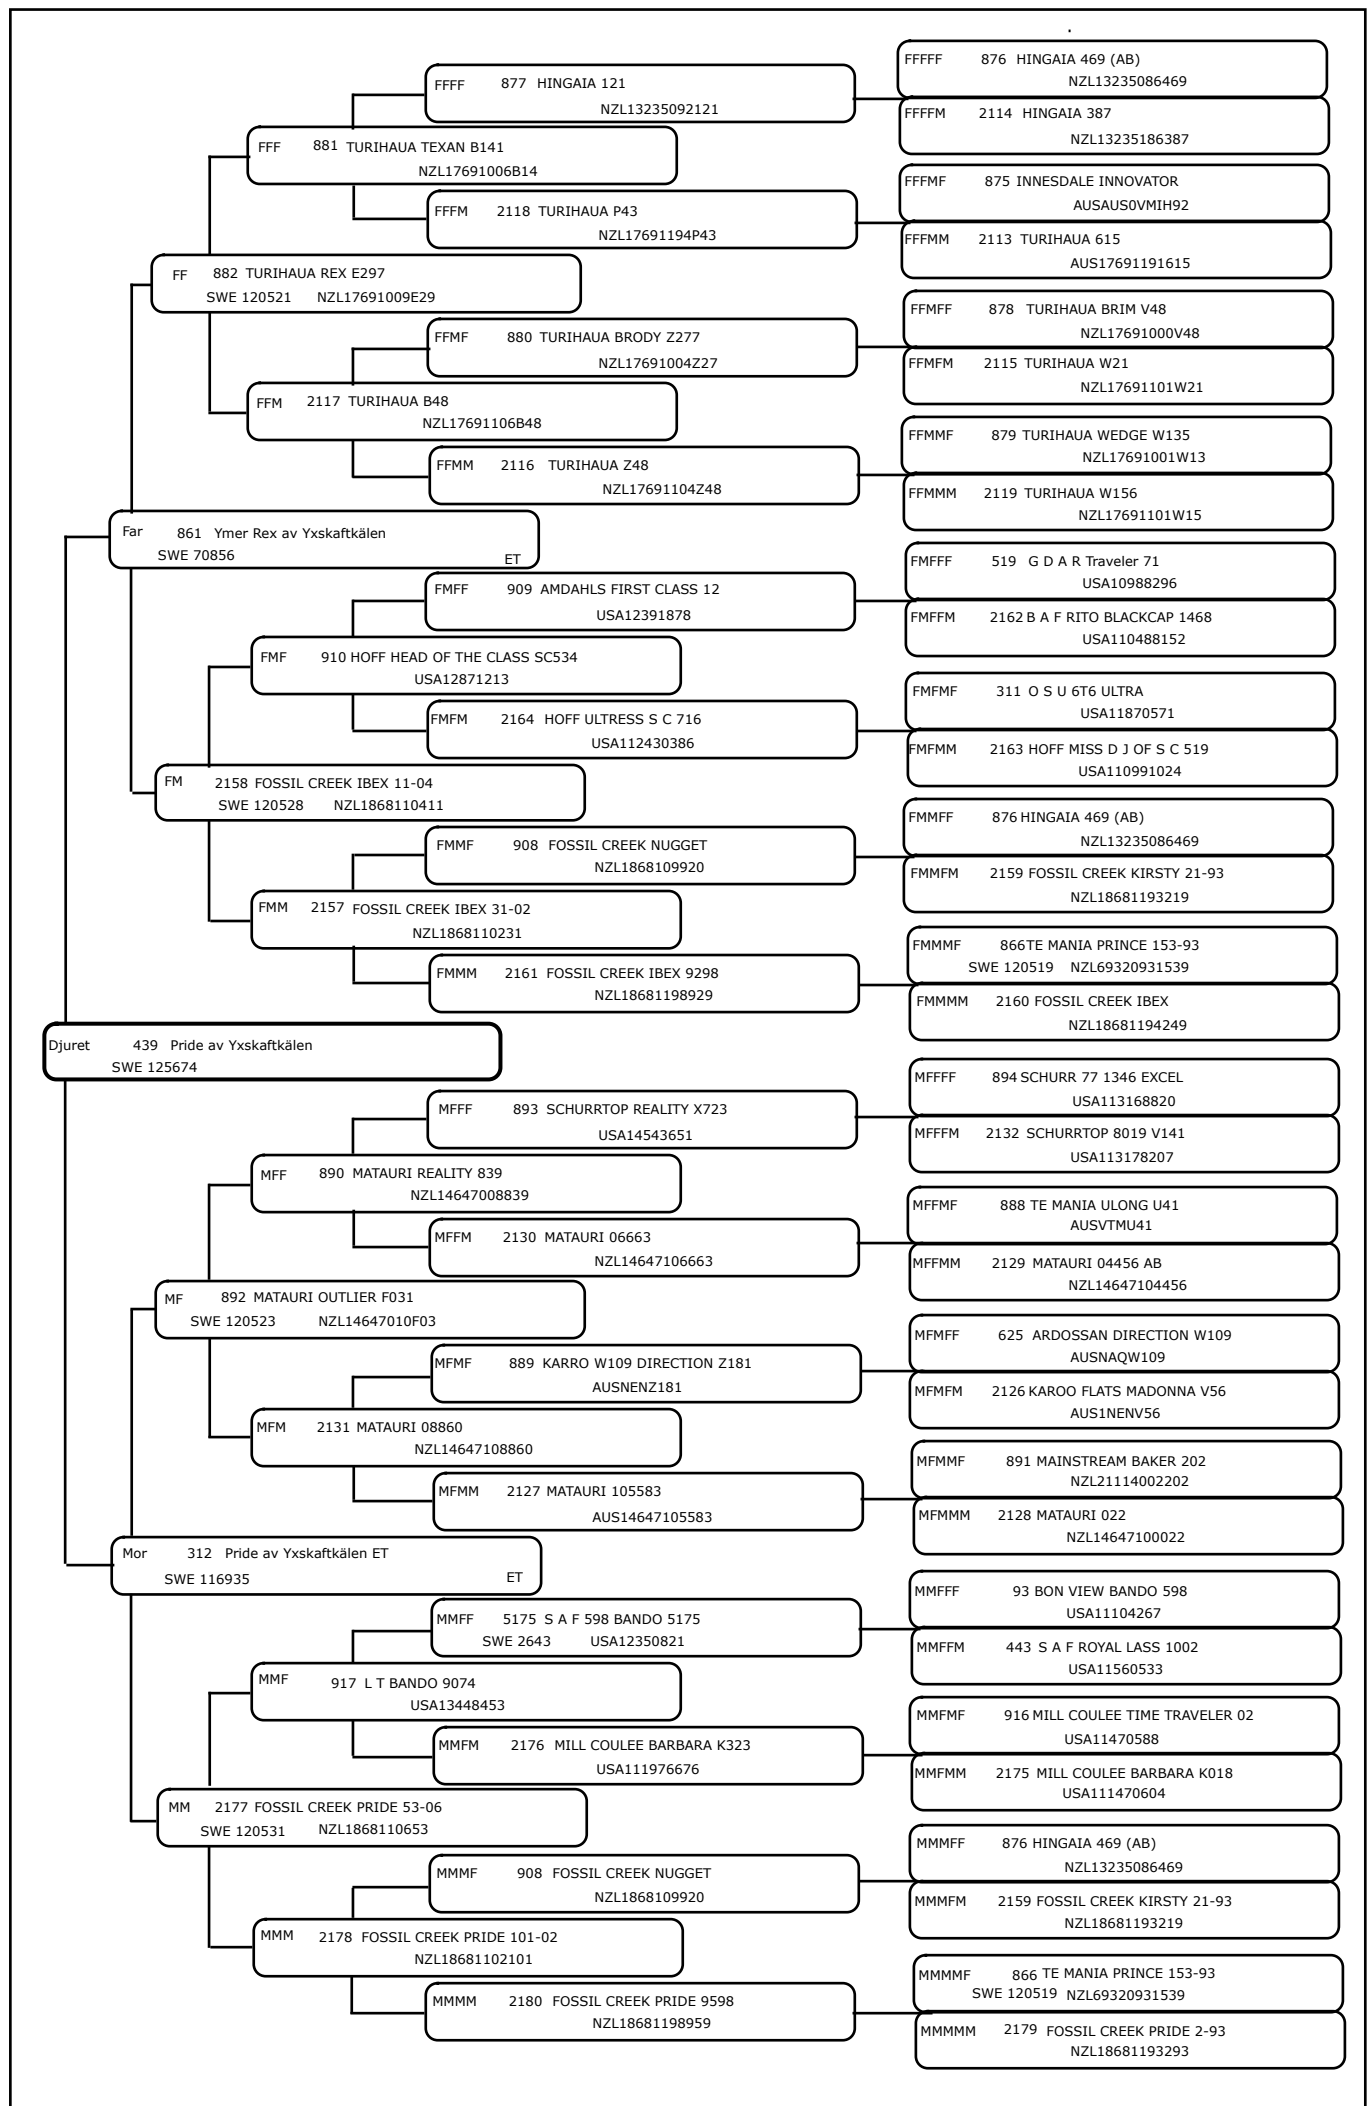 FFFFF 876 HINGAIA 469 (AB)
NZL13235086469
FFFF 877 HINGAIA 121
NZL13235092121
FFFFM 2114 HINGAIA 387
NZL13235186387
FFF 881 TURIHAUA TEXAN B141
NZL17691006B14
FFFMF 875 INNESDALE INNOVATOR
AUSAUS0VMIH92
FFFM 2118 TURIHAUA P43
NZL17691194P43
FFFMM 2113 TURIHAUA 615
AUS17691191615
FF 882 TURIHAUA REX E297
SWE 120521 NZL17691009E29
FFMFF 878 TURIHAUA BRIM V48
NZL17691000V48
FFMF 880 TURIHAUA BRODY Z277
NZL17691004Z27
FFMFM 2115 TURIHAUA W21
NZL17691101W21
FFM 2117 TURIHAUA B48
NZL17691106B48
FFMMF 879 TURIHAUA WEDGE W135
NZL17691001W13
FFMM 2116 TURIHAUA Z48
NZL17691104Z48
FFMMM 2119 TURIHAUA W156
NZL17691101W15
Far 861 Ymer Rex av Yxskaftkälen
SWE 70856 ET
FMFFF 519 G D A R Traveler 71
USA10988296
FMFF 909 AMDAHLS FIRST CLASS 12
USA12391878
FMFFM 2162 B A F RITO BLACKCAP 1468
USA110488152
FMF 910 HOFF HEAD OF THE CLASS SC534
USA12871213
FMFMF 311 O S U 6T6 ULTRA
USA11870571
FMFM 2164 HOFF ULTRESS S C 716
USA112430386
FMFMM 2163 HOFF MISS D J OF S C 519
USA110991024
FM 2158 FOSSIL CREEK IBEX 11-04
SWE 120528 NZL1868110411
FMMFF 876 HINGAIA 469 (AB)
NZL13235086469
FMMF 908 FOSSIL CREEK NUGGET
NZL1868109920
FMMFM 2159 FOSSIL CREEK KIRSTY 21-93
NZL18681193219
FMM 2157 FOSSIL CREEK IBEX 31-02
NZL1868110231
FMMMF 866TE MANIA PRINCE 153-93
SWE 120519 NZL69320931539
FMMM 2161 FOSSIL CREEK IBEX 9298
NZL18681198929
FMMMM 2160 FOSSIL CREEK IBEX
NZL18681194249
Djuret 439 Pride av Yxskaftkälen
SWE 125674
MFFFF 894 SCHURR 77 1346 EXCEL
USA113168820
MFFF 893 SCHURRTOP REALITY X723
USA14543651
MFFFM 2132 SCHURRTOP 8019 V141
USA113178207
MFF 890 MATAURI REALITY 839
NZL14647008839
MFFMF 888 TE MANIA ULONG U41
AUSVTMU41
MFFM 2130 MATAURI 06663
NZL14647106663
MFFMM 2129 MATAURI 04456 AB
NZL14647104456
MF 892 MATAURI OUTLIER F031
SWE 120523 NZL14647010F03
MFMFF 625 ARDOSSAN DIRECTION W109
AUSNAQW109
MFMF 889 KARRO W109 DIRECTION Z181
AUSNENZ181
MFMFM 2126 KAROO FLATS MADONNA V56
AUS1NENV56
MFM 2131 MATAURI 08860
NZL14647108860
MFMMF 891 MAINSTREAM BAKER 202
NZL21114002202
MFMM 2127 MATAURI 105583
AUS14647105583
MFMMM 2128 MATAURI 022
NZL14647100022
Mor 312 Pride av Yxskaftkälen ET
SWE 116935 ET
MMFFF 93 BON VIEW BANDO 598
USA11104267
MMFF 5175 S A F 598 BANDO 5175
SWE 2643 USA12350821
MMFFM 443 S A F ROYAL LASS 1002
USA11560533
MMF 917 L T BANDO 9074
USA13448453
MMFMF 916 MILL COULEE TIME TRAVELER 02
USA11470588
MMFM 2176 MILL COULEE BARBARA K323
USA111976676
MMFMM 2175 MILL COULEE BARBARA K018
USA111470604
MM 2177 FOSSIL CREEK PRIDE 53-06
SWE 120531 NZL1868110653
MMMFF 876 HINGAIA 469 (AB)
NZL13235086469
MMMF 908 FOSSIL CREEK NUGGET
NZL1868109920
MMMFM 2159 FOSSIL CREEK KIRSTY 21-93
NZL18681193219
MMM 2178 FOSSIL CREEK PRIDE 101-02
NZL18681102101
MMMMF 866 TE MANIA PRINCE 153-93
SWE 120519 NZL69320931539
MMMM 2180 FOSSIL CREEK PRIDE 9598
NZL18681198959
MMMMM 2179 FOSSIL CREEK PRIDE 2-93
NZL18681193293